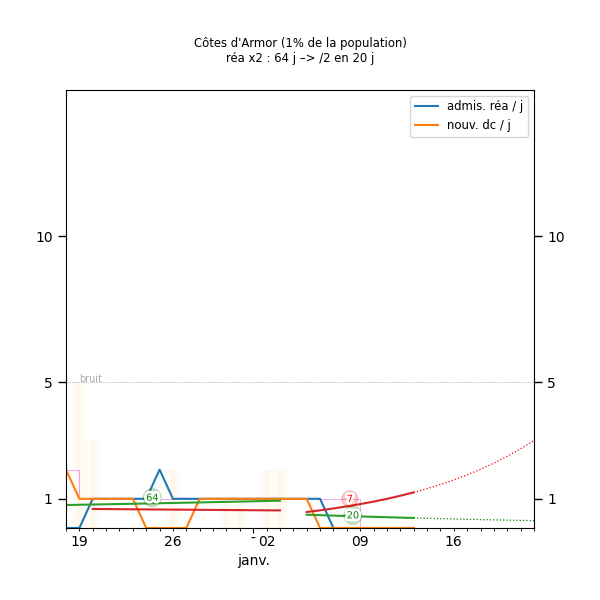 Côtes d'Armor (1% de la population)
réa x2 : 64 j –> /2 en 20 j
admis. réa / j
nouv. dc / j
10
10
bruit
5
5
64
7
1
1
-20
19
26
- 02
09
16
janv.